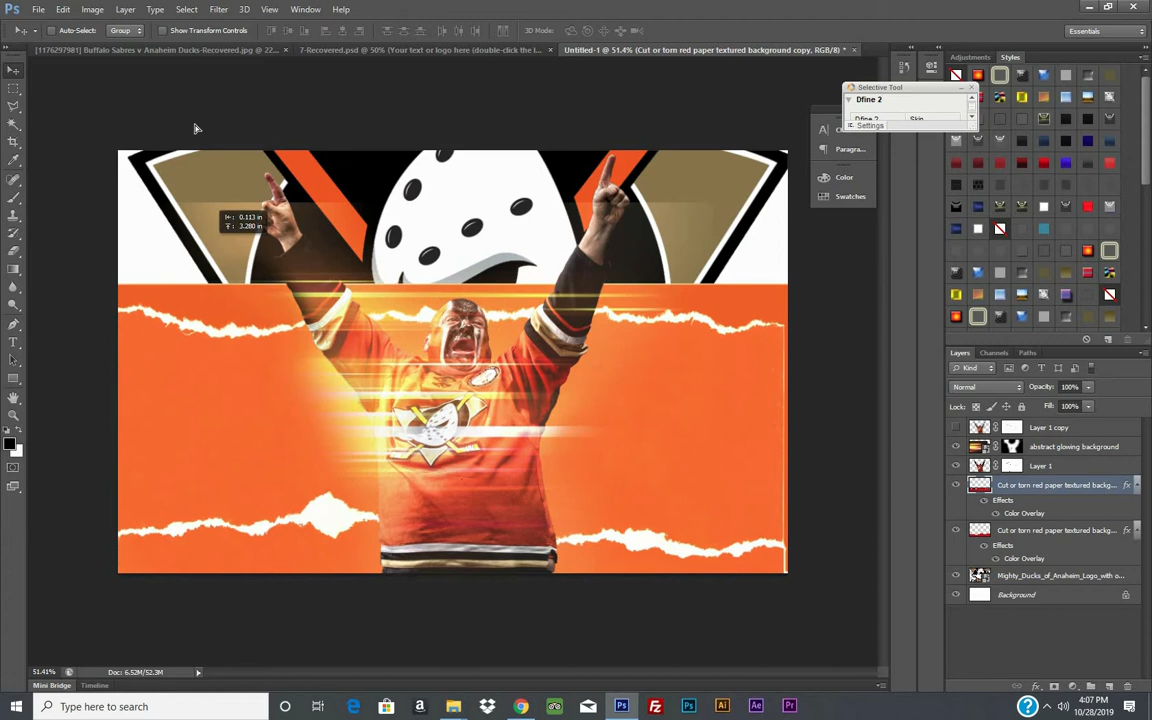 Ps File Edit Image Layer Type Select Filter 3D View Window Help
Auto-Select: Group Show Transform Controls 3D Mode: Essentials
[1176297981] Buffalo Sabres v Anaheim Ducks-Recovered.jpg @ 22... × 7-Recovered.psd @ 50% (Your text or logo here (double-click the l... × Untitled-1 @ 51.4% (Cut or torn red paper textured background copy, RGB/8) * ×
Adjustments Styles
Selective Tool
Dfine 2
Dfine 2 Skin
Settings
Paragra...
Color
Swatches
0.113 in
3.280 in
Layers Channels Paths
Kind
Normal Opacity: 100%
Lock: Fill: 100%
Layer 1 copy
abstract glowing background
Layer 1
Cut or torn red paper textured backg... fx
Effects
Color Overlay
Cut or torn red paper textured backg... fx
Effects
Color Overlay
Mighty_Ducks_of_Anaheim_Logo_with o...
Background
51.41% Doc: 6.52M/52.3M
Mini Bridge Timeline
Type here to search
4:07 PM
10/28/2019